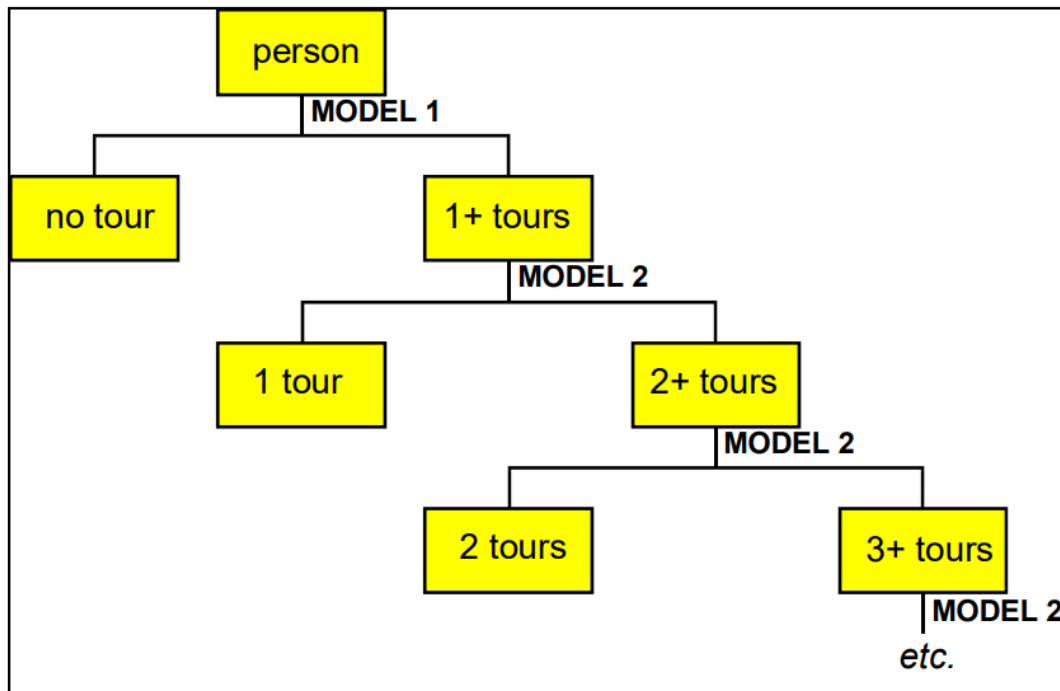 person
MODEL 1
no tour
1+ tours
MODEL 2
1 tour
2+ tours
MODEL 2
2 tours
3+ tours
MODEL 2
etc.